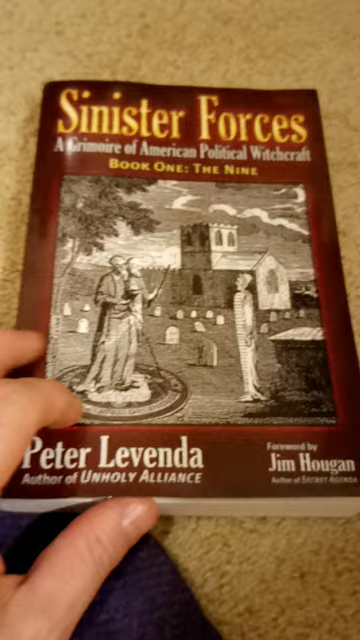 Sinister Forces
A Grimoire of American Political Witchcraft
BOOK ONE: THE NINE
Peter Levenda
Author of UNHOLY ALLIANCE
Foreword by
Jim Hougan
Author of SECRET AGENDA